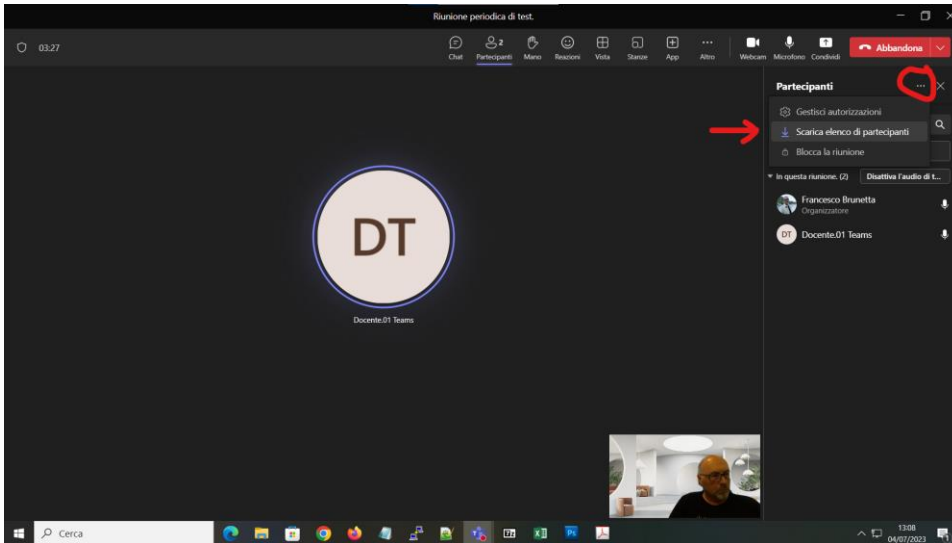 Riunione periodica di test.
03:27
Chat
Partecipanti
2
Mano
Reazioni
Vista
Stanze
App
Altro
Webcam
Microfono
Condividi
Abbandona
Partecipanti
Gestisci autorizzazioni
Scarica elenco di partecipanti
Blocca la riunione
In questa riunione. (2)
Disattiva l'audio di t...
Francesco Brunetta
Organizzatore
DT
Docente.01 Teams
DT
Docente.01 Teams
Cerca
Ps
13:08
04/07/2023